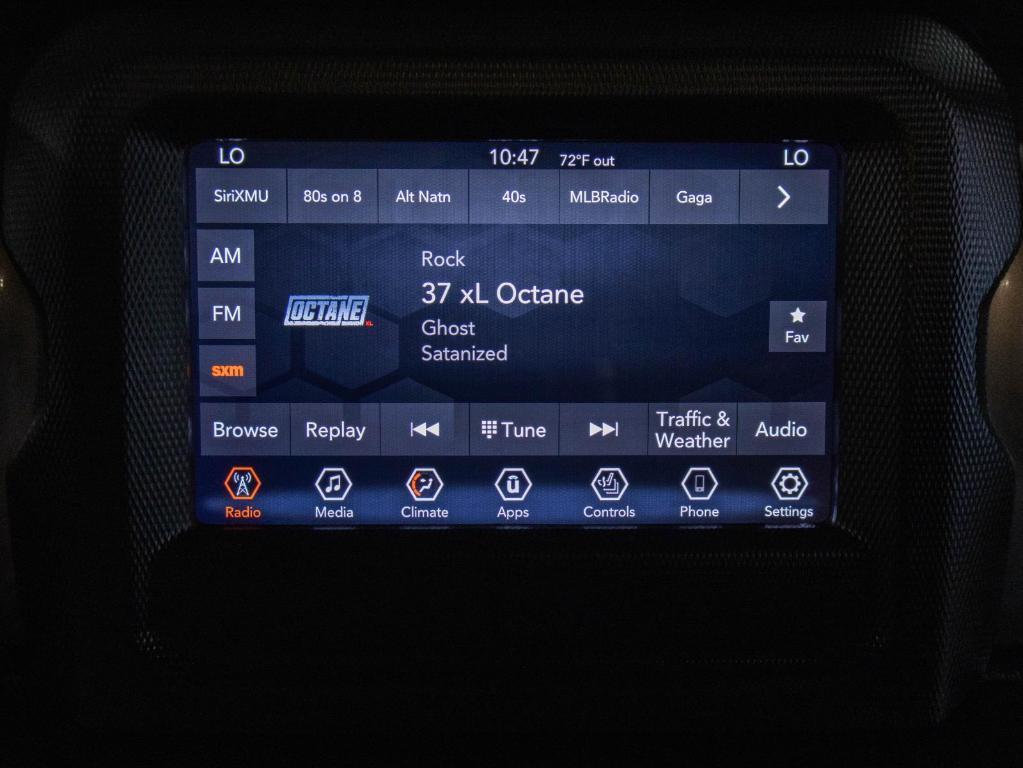 LO 10:47 72°F out LO
SiriXMU 80s on 8 Alt Natn 40s MLBRadio Gaga
AM
Rock
37 xL Octane
FM
OCTANE
XL
Ghost
Satanized
Fav
sxm
Browse Replay Tune Traffic &
Weather Audio
Radio Media Climate Apps Controls Phone Settings